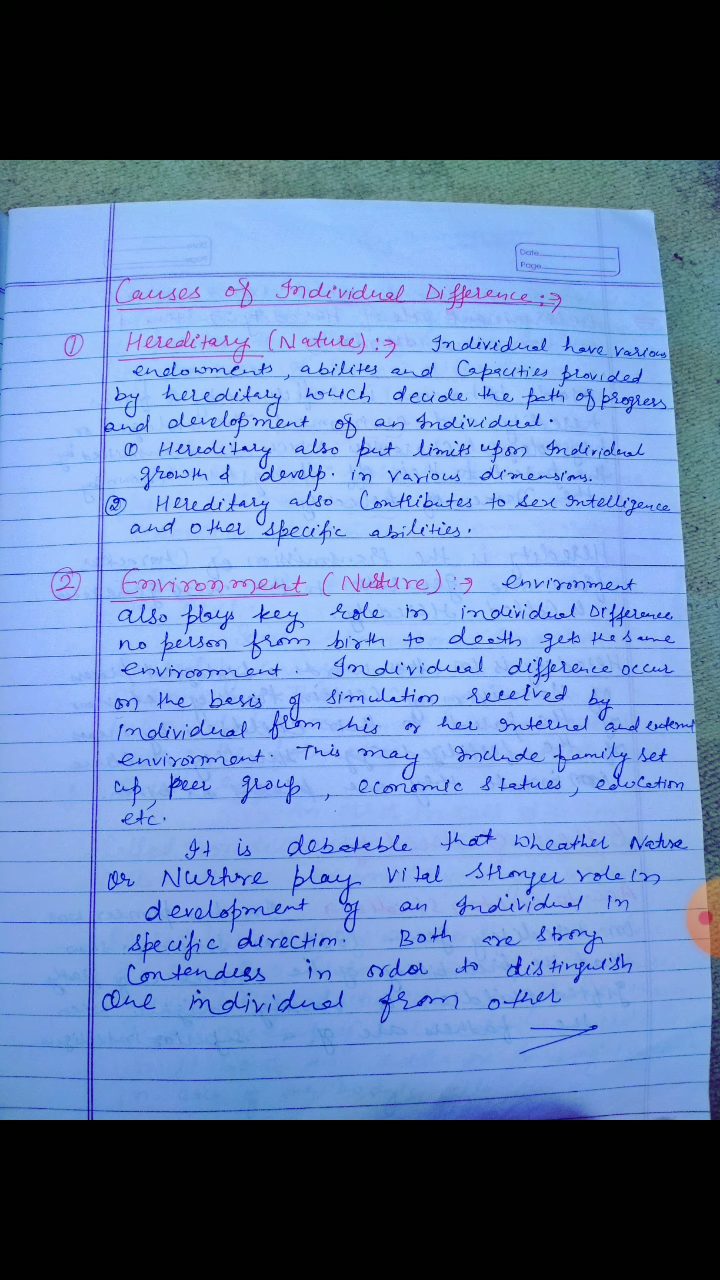 Date
Page
Causes of Individual Difference :→
① Hereditary (Nature) :→ Individual have various
endowments, abilites and Capacities provided
by hereditary which decide the path of progress
and development of an Individual.
① Hereditary also put limits upon Individual
growth & develp. in various dimensions.
② Hereditary also Contributes to sex Intelligence
and other specific abilities.
② Environment (Nurture) :→ environment
also plays key role in individual Difference
no person from birth to death gets the same
environment. Individual difference occur
on the basis of simulation received by
individual from his or her Internal and external
environment. This may Include family set
up, peer group, economic statues, education
etc.
It is debatable that wheather Nature
or Nurture play vital stronger role in
development of an Individual in
specific direction. Both are strong
Contendess in order to distinguish
One individual from other